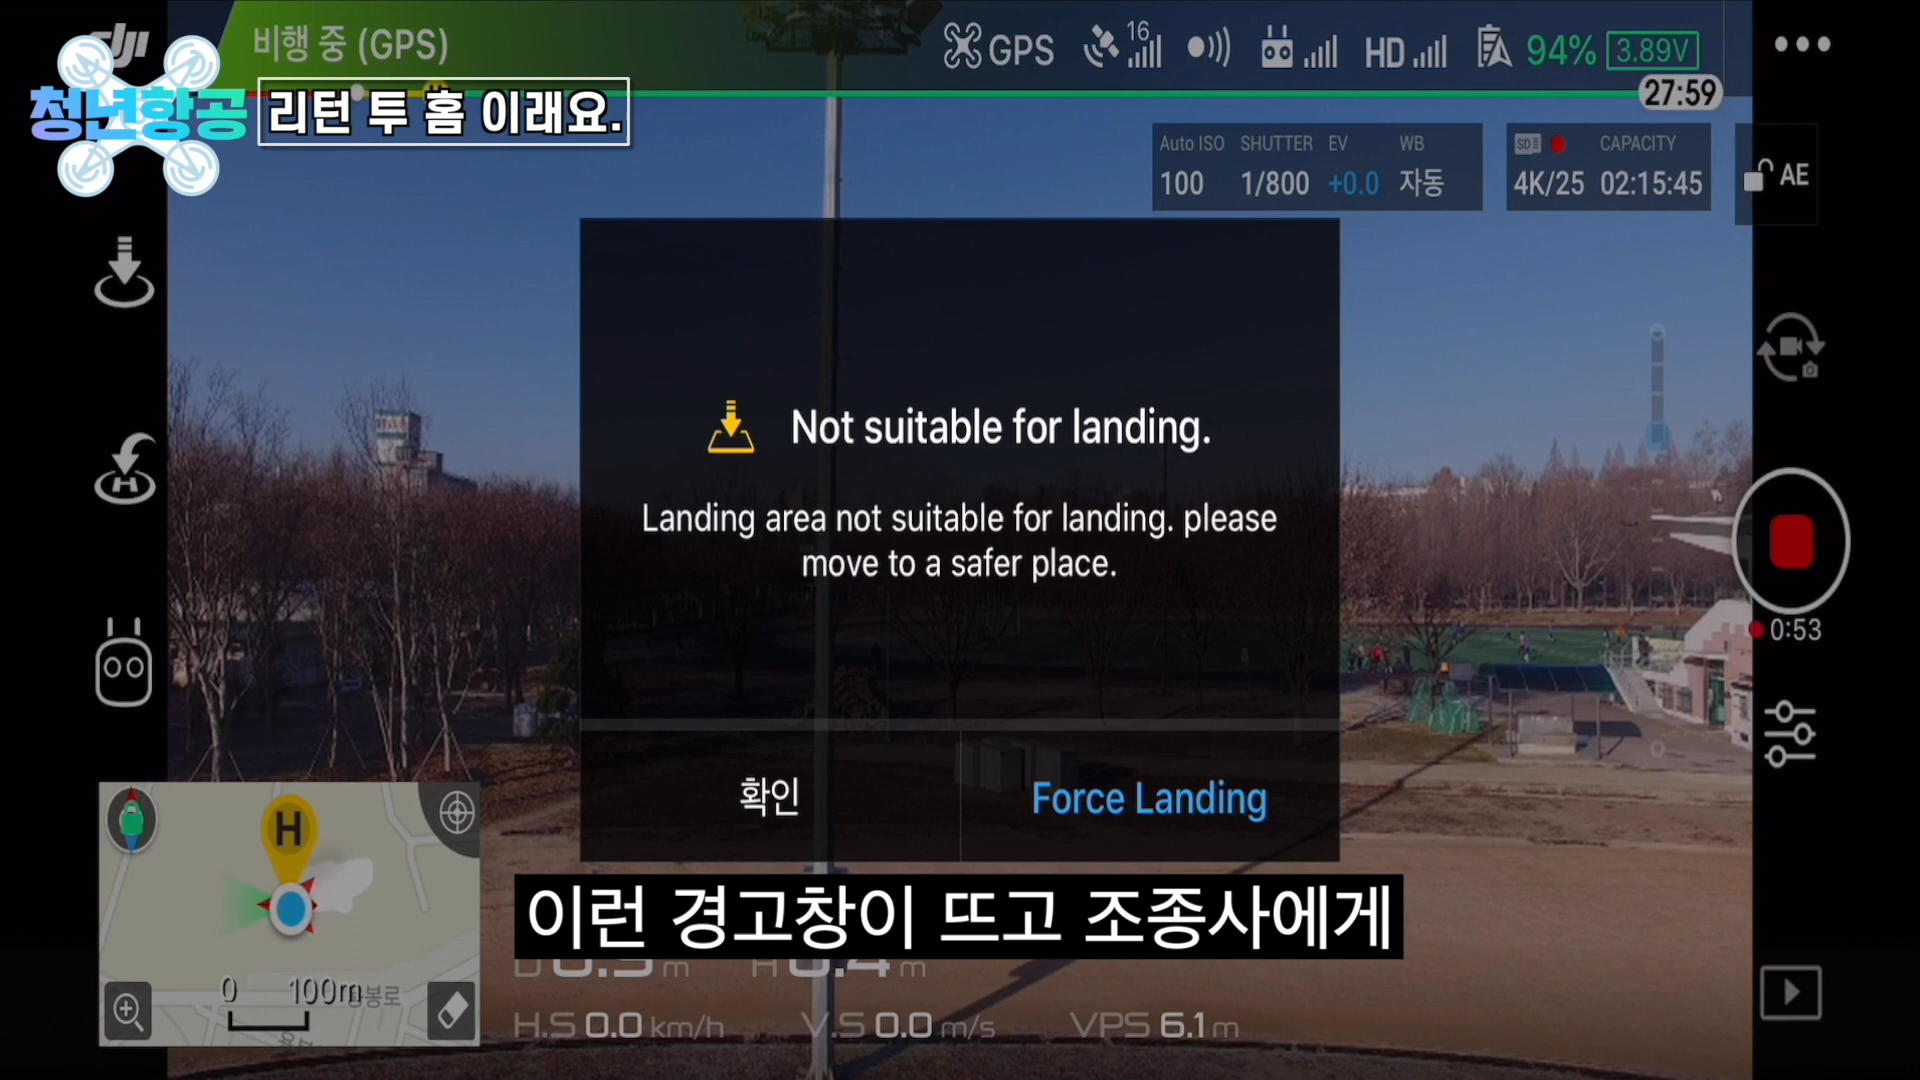 dji
비행 중 (GPS)
GPS
16
HD
94%
3.89V
27:59
청년항공
리턴 투 홈 이래요.
Auto ISO SHUTTER EV WB
100 1/800 +0.0 자동
SD CAPACITY
4K/25 02:15:45
AE
Not suitable for landing.
Landing area not suitable for landing. please
move to a safer place.
확인
Force Landing
0:53
H
이런 경고창이 뜨고 조종사에게
0 100m
H.S 0.0 km/h V.S 0.0 m/s VPS 6.1 m